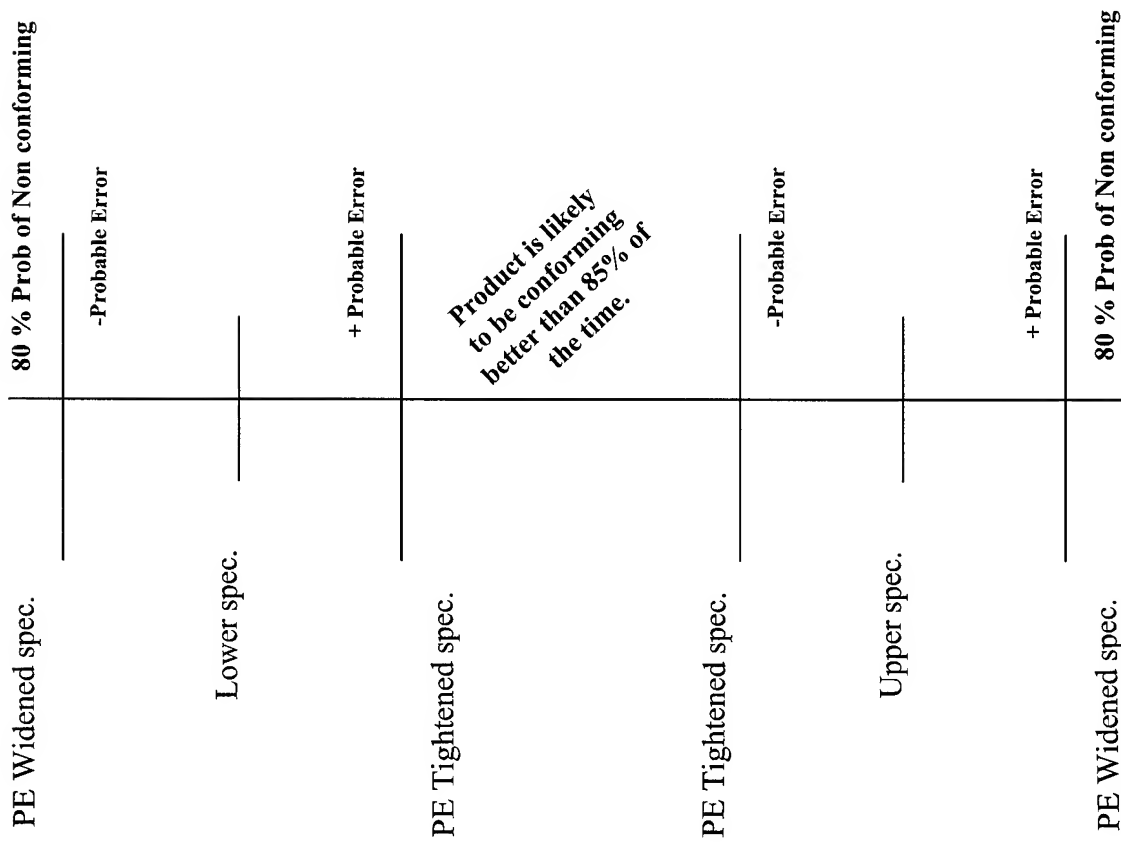 PE Widened spec.
80 % Prob of Non conforming
-Probable Error
Lower spec.
+ Probable Error
PE Tightened spec.
Product is likely
to be conforming
better than 85% of
the time.
PE Tightened spec.
-Probable Error
Upper spec.
+ Probable Error
PE Widened spec.
80 % Prob of Non conforming